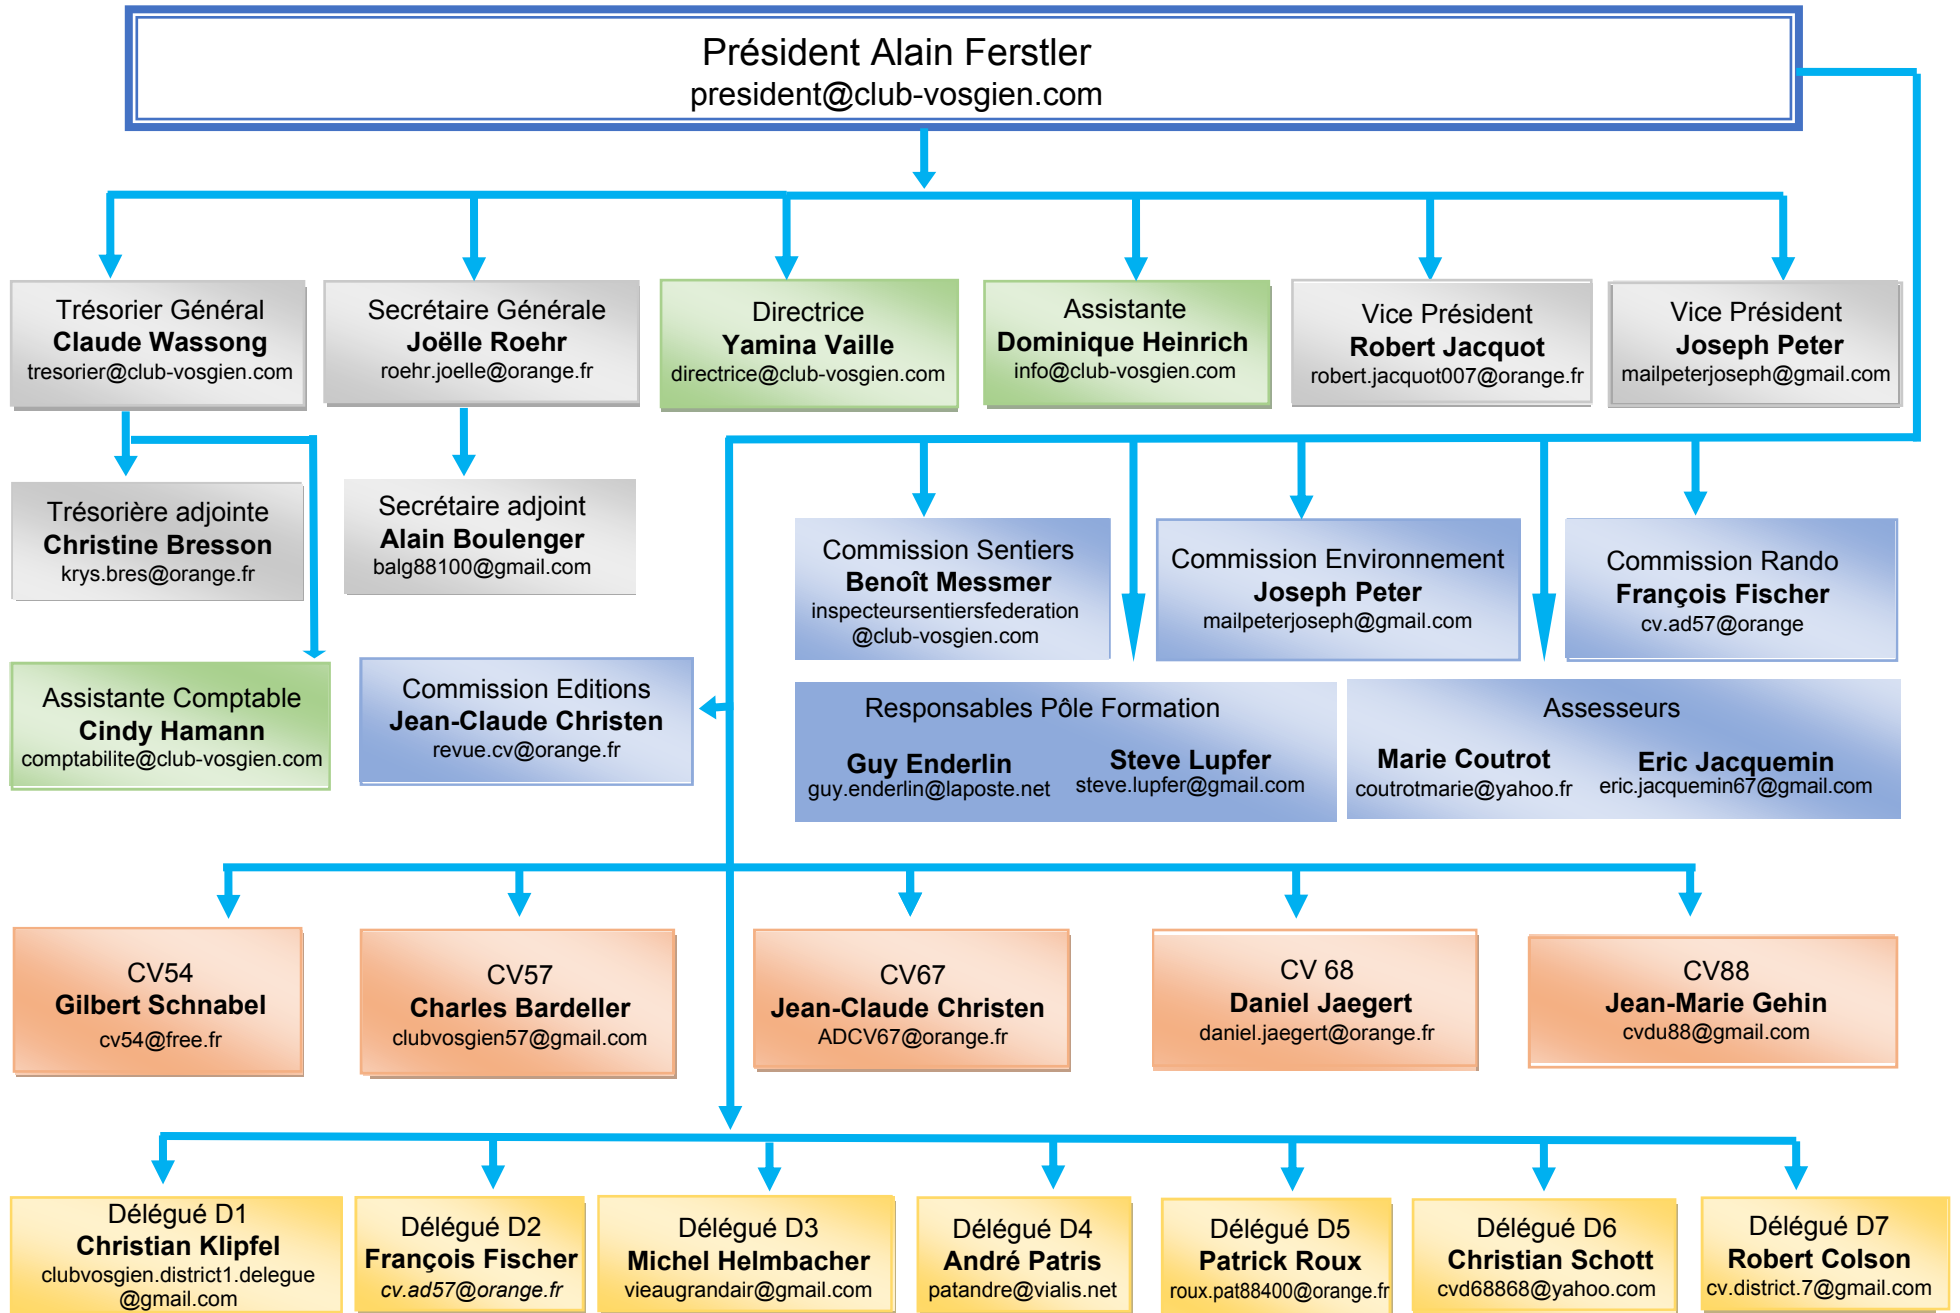 Président Alain Ferstler
president@club-vosgien.com
Trésorier Général
Claude Wassong
tresorier@club-vosgien.com
Secrétaire Générale
Joëlle Roehr
roehr.joelle@orange.fr
Directrice
Yamina Vaille
directrice@club-vosgien.com
Assistante
Dominique Heinrich
info@club-vosgien.com
Vice Président
Robert Jacquot
robert.jacquot007@orange.fr
Vice Président
Joseph Peter
mailpeterjoseph@gmail.com
Trésorière adjointe
Christine Bresson
krys.bres@orange.fr
Secrétaire adjoint
Alain Boulenger
balg88100@gmail.com
Commission Sentiers
Benoît Messmer
inspecteursentiersfederation
@club-vosgien.com
Commission Environnement
Joseph Peter
mailpeterjoseph@gmail.com
Commission Rando
François Fischer
cv.ad57@orange
Assistante Comptable
Cindy Hamann
comptabilite@club-vosgien.com
Commission Editions
Jean-Claude Christen
revue.cv@orange.fr
Responsables Pôle Formation
Guy Enderlin
guy.enderlin@laposte.net
Steve Lupfer
steve.lupfer@gmail.com
Assesseurs
Marie Coutrot
coutrotmarie@yahoo.fr
Eric Jacquemin
eric.jacquemin67@gmail.com
CV54
Gilbert Schnabel
cv54@free.fr
CV57
Charles Bardeller
clubvosgien57@gmail.com
CV67
Jean-Claude Christen
ADCV67@orange.fr
CV 68
Daniel Jaegert
daniel.jaegert@orange.fr
CV88
Jean-Marie Gehin
cvdu88@gmail.com
Délégué D1
Christian Klipfel
clubvosgien.district1.delegue
@gmail.com
Délégué D2
François Fischer
cv.ad57@orange.fr
Délégué D3
Michel Helmbacher
vieaugrandair@gmail.com
Délégué D4
André Patris
patandre@vialis.net
Délégué D5
Patrick Roux
roux.pat88400@orange.fr
Délégué D6
Christian Schott
cvd68868@yahoo.com
Délégué D7
Robert Colson
cv.district.7@gmail.com